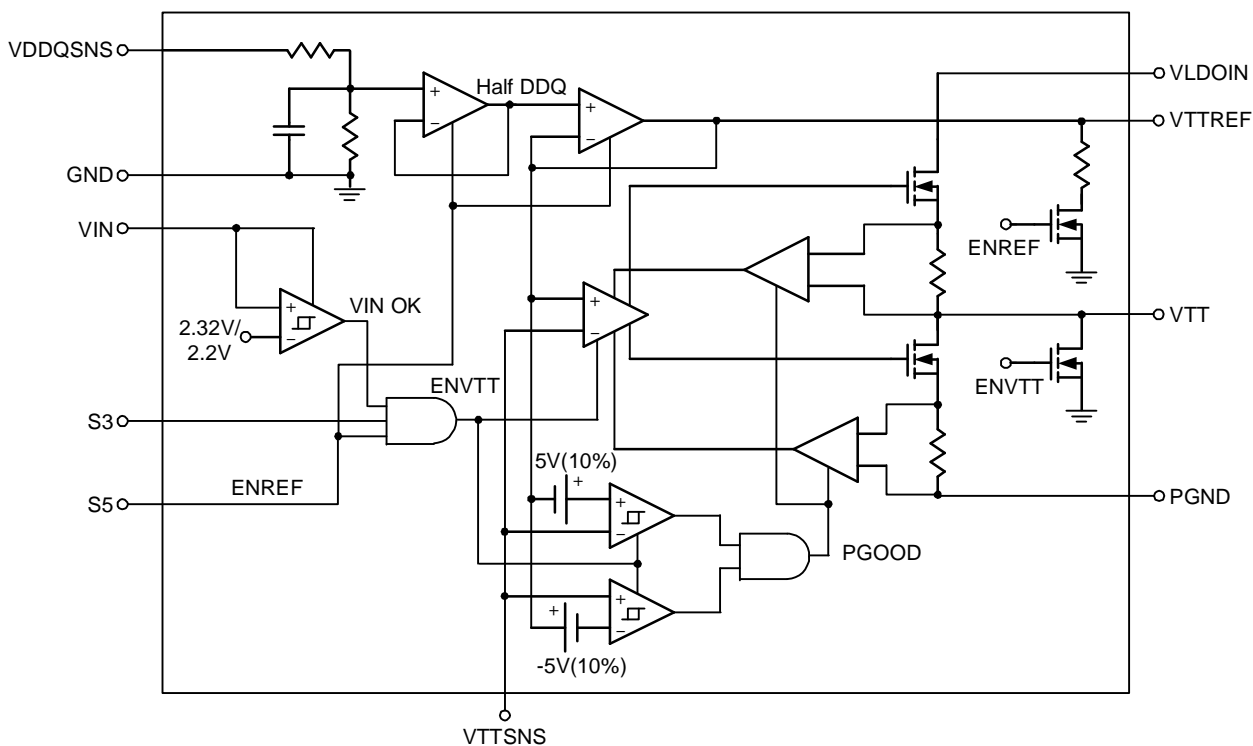 VDDQSNS
Half DDQ
VLDOIN
VTTREF
GND
VIN
ENREF
VIN OK
2.32V/
2.2V
VTT
ENVTT
ENVTT
S3
5V(10%)
ENREF
S5
PGND
PGOOD
-5V(10%)
VTTSNS